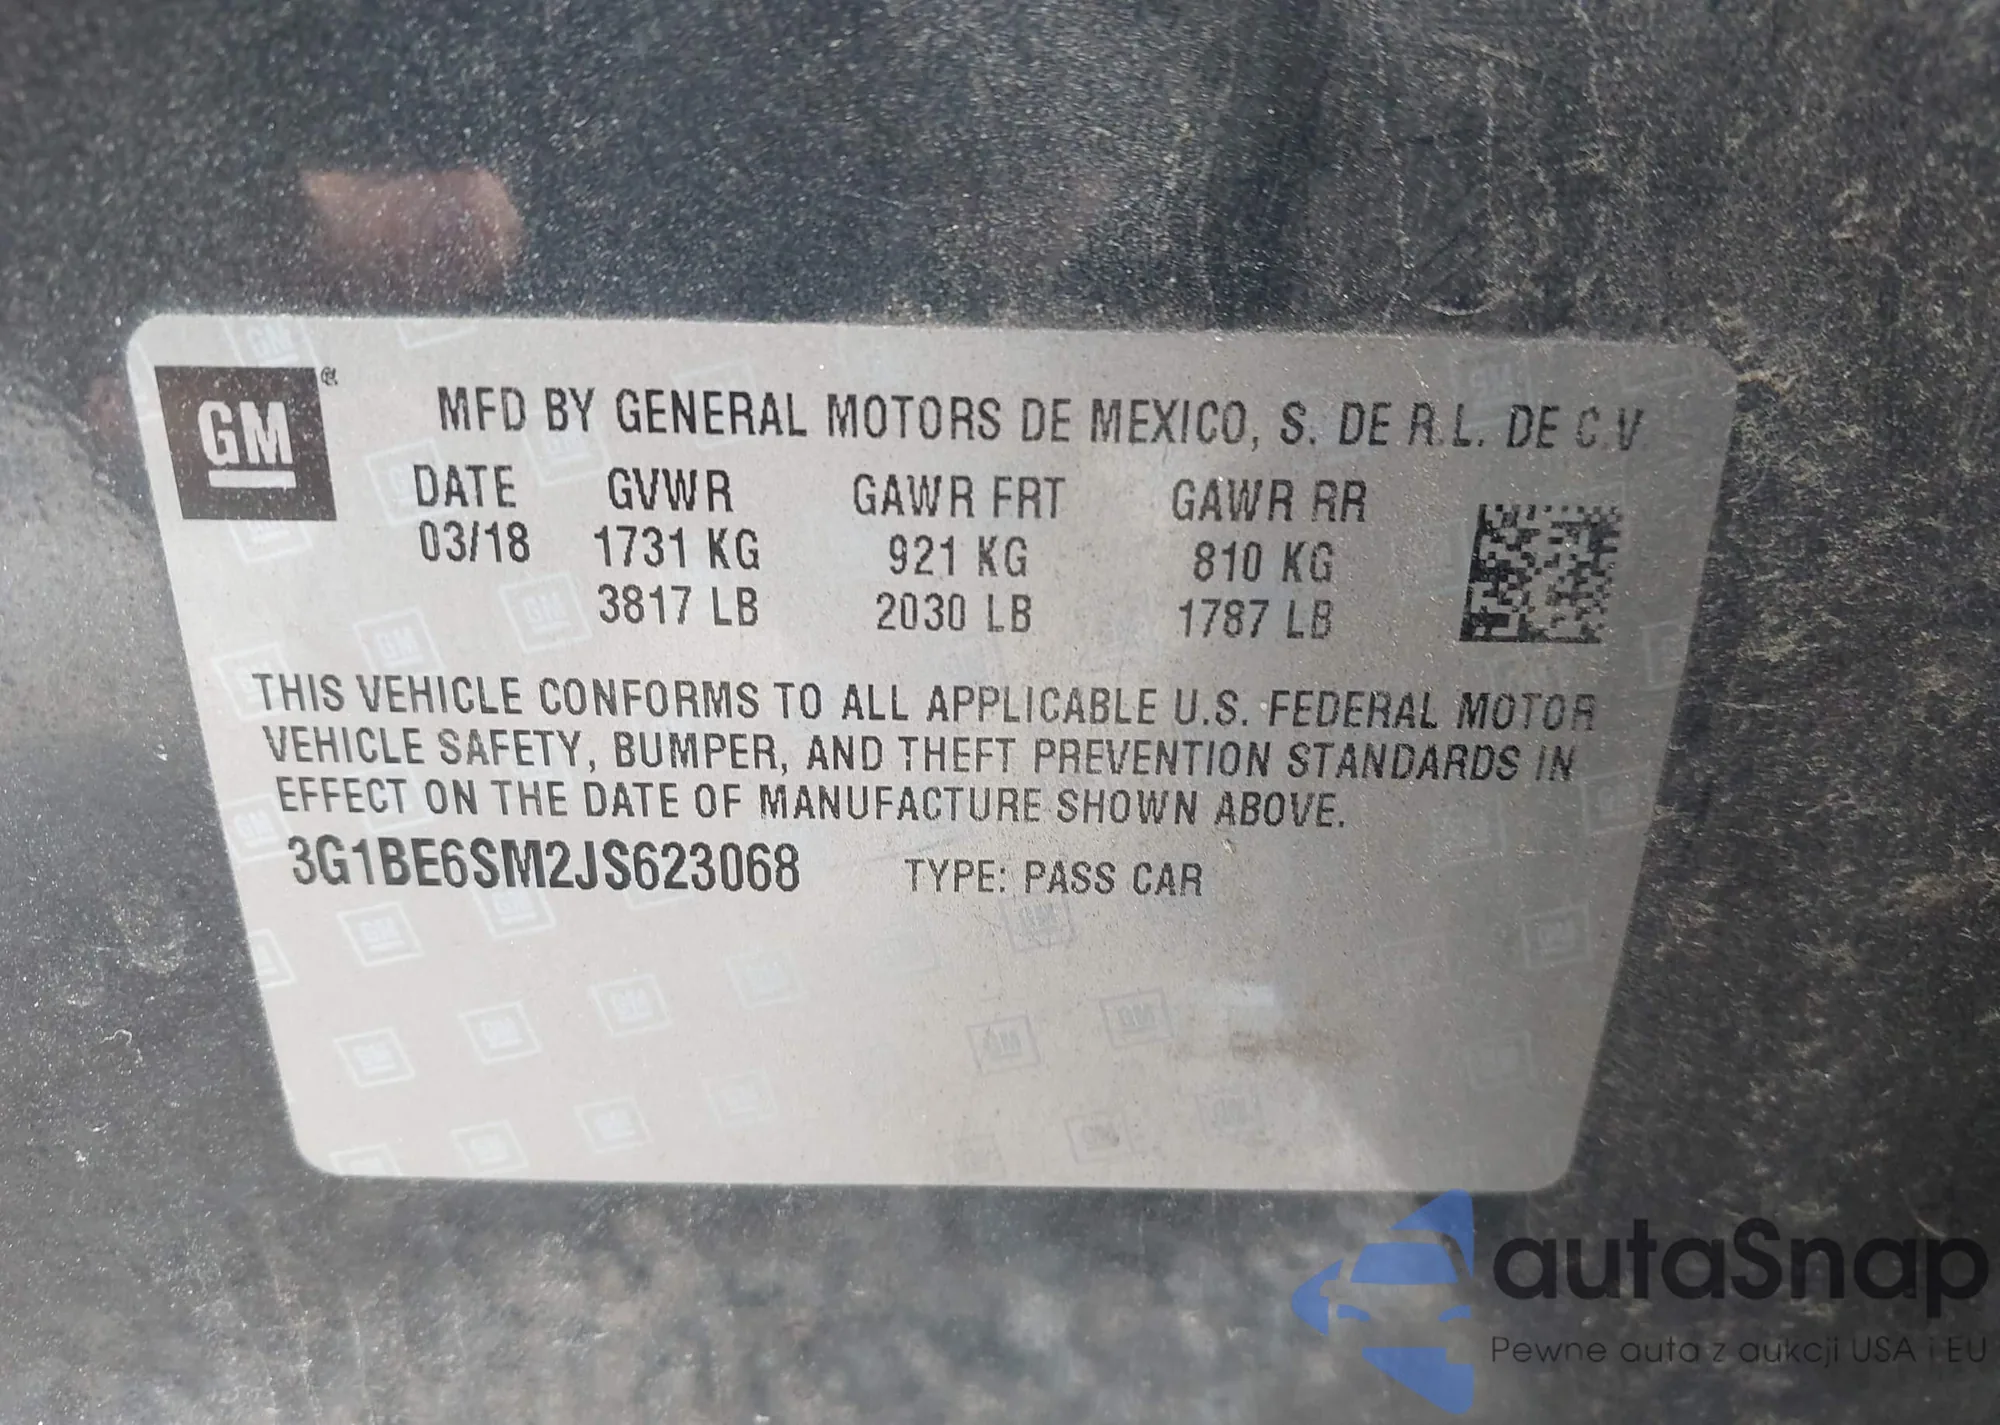 GM ®
MFD BY GENERAL MOTORS DE MEXICO, S. DE R.L. DE C.V
DATE GVWR GAWR FRT GAWR RR
03/18 1731 KG 921 KG 810 KG
3817 LB 2030 LB 1787 LB
THIS VEHICLE CONFORMS TO ALL APPLICABLE U.S. FEDERAL MOTOR
VEHICLE SAFETY, BUMPER, AND THEFT PREVENTION STANDARDS IN
EFFECT ON THE DATE OF MANUFACTURE SHOWN ABOVE.
3G1BE6SM2JS623068 TYPE: PASS CAR
autaSnap
Pewne auta z aukcji USA i EU